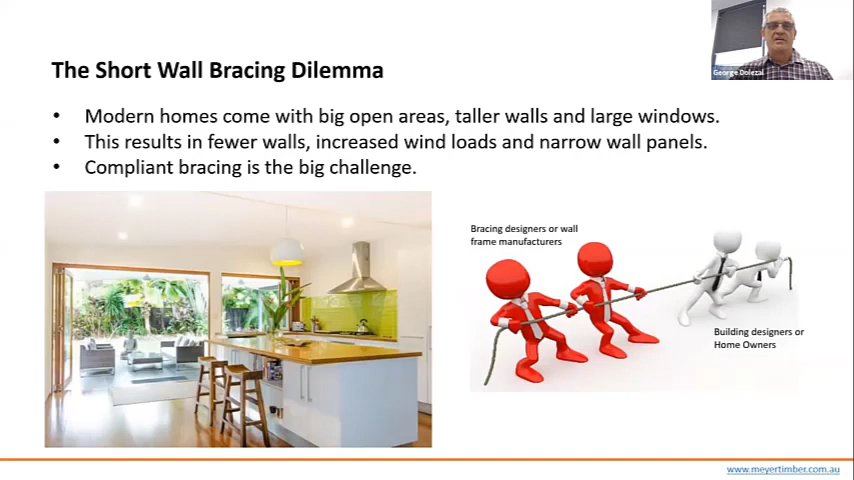 The Short Wall Bracing Dilemma
George Dolezal
• Modern homes come with big open areas, taller walls and large windows.
• This results in fewer walls, increased wind loads and narrow wall panels.
• Compliant bracing is the big challenge.
Bracing designers or wall
frame manufacturers
Building designers or
Home Owners
www.meyertimber.com.au